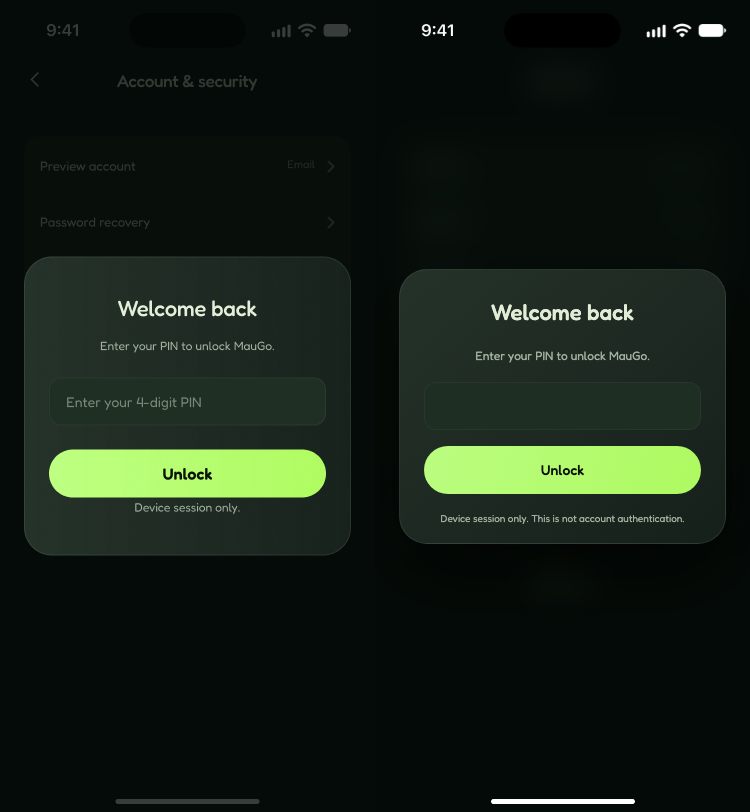 9:41
Account & security
Preview account
Email
Password recovery
Welcome back
Enter your PIN to unlock MauGo.
Enter your 4-digit PIN
Unlock
Device session only.
9:41
Welcome back
Enter your PIN to unlock MauGo.
Unlock
Device session only. This is not account authentication.